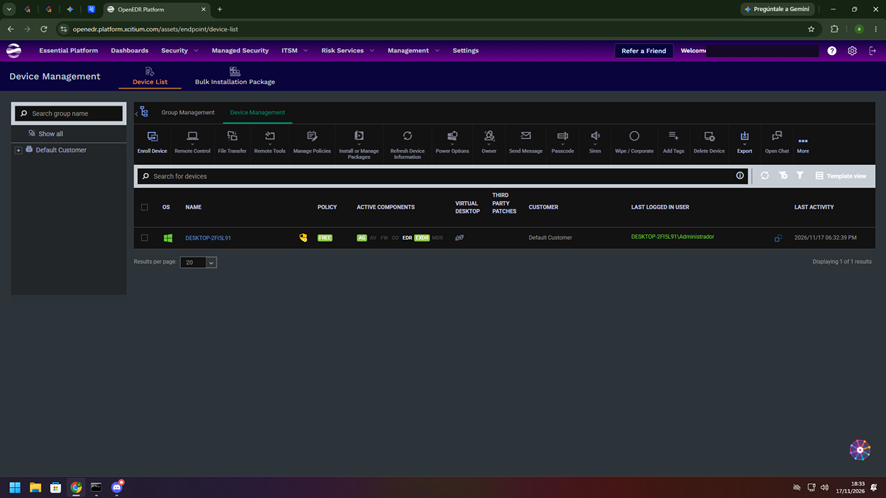 OpenEDR Platform
Pregúntale a Gemini
openedr.platform.xcitium.com/assets/endpoint/device-list
Essential Platform Dashboards Security Managed Security ITSM Risk Services Management Settings Refer a Friend Welcome
Device Management
Device List Bulk Installation Package
Search group name
Show all
Default Customer
Group Management Device Management
Enroll Device Remote Control File Transfer Remote Tools Manage Policies Install or Manage Packages Refresh Device Information Power Options Owner Send Message Passcode Siren Wipe / Corporate Add Tags Delete Device Export Open Chat More
Search for devices Template view
OS NAME POLICY ACTIVE COMPONENTS VIRTUAL DESKTOP THIRD PARTY PATCHES CUSTOMER LAST LOGGED IN USER LAST ACTIVITY
DESKTOP-2FI5L91 FREE AG AV FW CO EDR EXDR MDR Default Customer DESKTOP-2FI5L91\Administrador 2026/11/17 06:32:39 PM
Results per page: 20 Displaying 1 of 1 results
18:33
17/11/2026